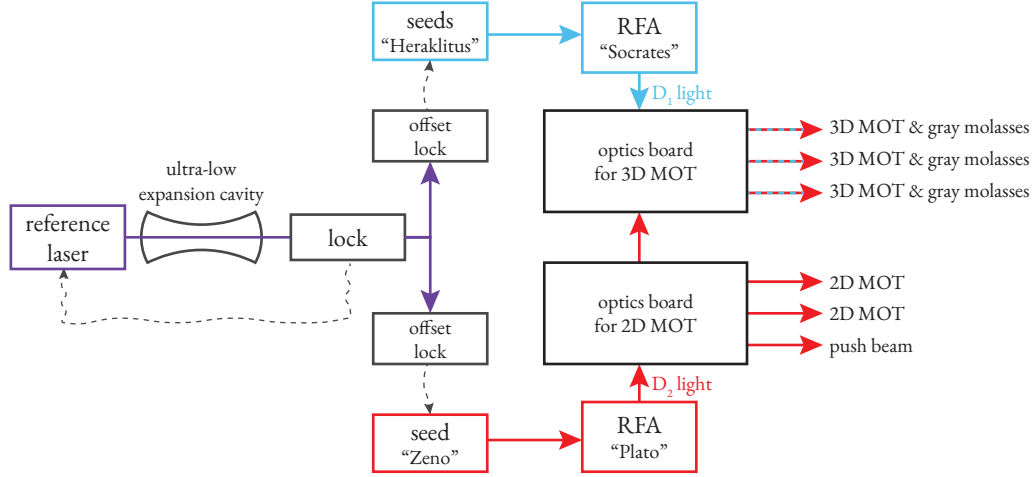 seeds
“Heraklitus”
RFA
“Socrates”
D₁ light
offset
lock
optics board
for 3D MOT
3D MOT & gray molasses
3D MOT & gray molasses
3D MOT & gray molasses
ultra-low
expansion cavity
reference
laser
lock
optics board
for 2D MOT
2D MOT
2D MOT
push beam
offset
lock
D₂ light
seed
“Zeno”
RFA
“Plato”